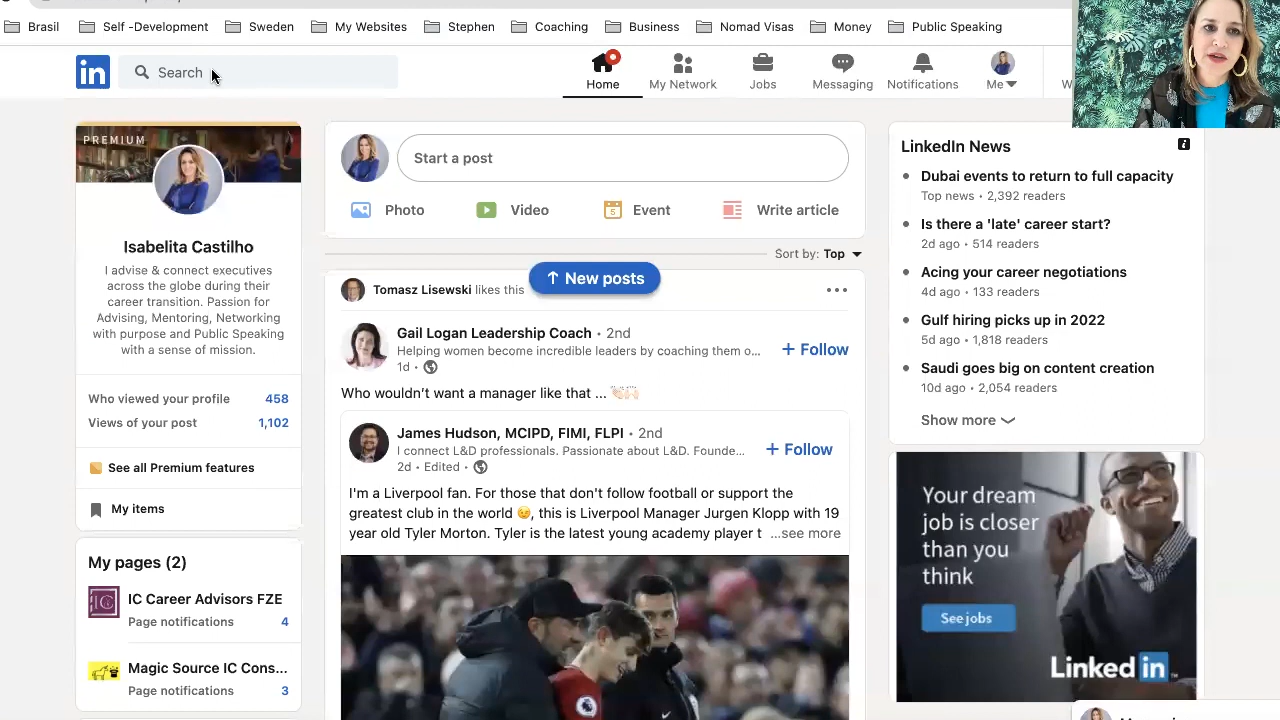 Brasil
Self -Development
Sweden
My Websites
Stephen
Coaching
Business
Nomad Visas
Money
Public Speaking
in
Search
Home
My Network
Jobs
Messaging
Notifications
Me
W
PREMIUM
Isabelita Castilho
I advise & connect executives
across the globe during their
career transition. Passion for
Advising, Mentoring, Networking
with purpose and Public Speaking
with a sense of mission.
Who viewed your profile 458
Views of your post 1,102
See all Premium features
My items
My pages (2)
IC Career Advisors FZE
Page notifications 4
Magic Source IC Cons...
Page notifications 3
Start a post
Photo
Video
Event
Write article
Sort by: Top
↑ New posts
Tomasz Lisewski likes this
Gail Logan Leadership Coach • 2nd
Helping women become incredible leaders by coaching them o...
1d •
+ Follow
Who wouldn't want a manager like that ... 👏🏻🙌🏻
James Hudson, MCIPD, FIMI, FLPI • 2nd
I connect L&D professionals. Passionate about L&D. Founde...
2d • Edited •
+ Follow
I'm a Liverpool fan. For those that don't follow football or support the
greatest club in the world 😉, this is Liverpool Manager Jurgen Klopp with 19
year old Tyler Morton. Tyler is the latest young academy player t ...see more
LinkedIn News
Dubai events to return to full capacity
Top news • 2,392 readers
Is there a 'late' career start?
2d ago • 514 readers
Acing your career negotiations
4d ago • 133 readers
Gulf hiring picks up in 2022
5d ago • 1,818 readers
Saudi goes big on content creation
10d ago • 2,054 readers
Show more
Your dream
job is closer
than you
think
See jobs
Linked in